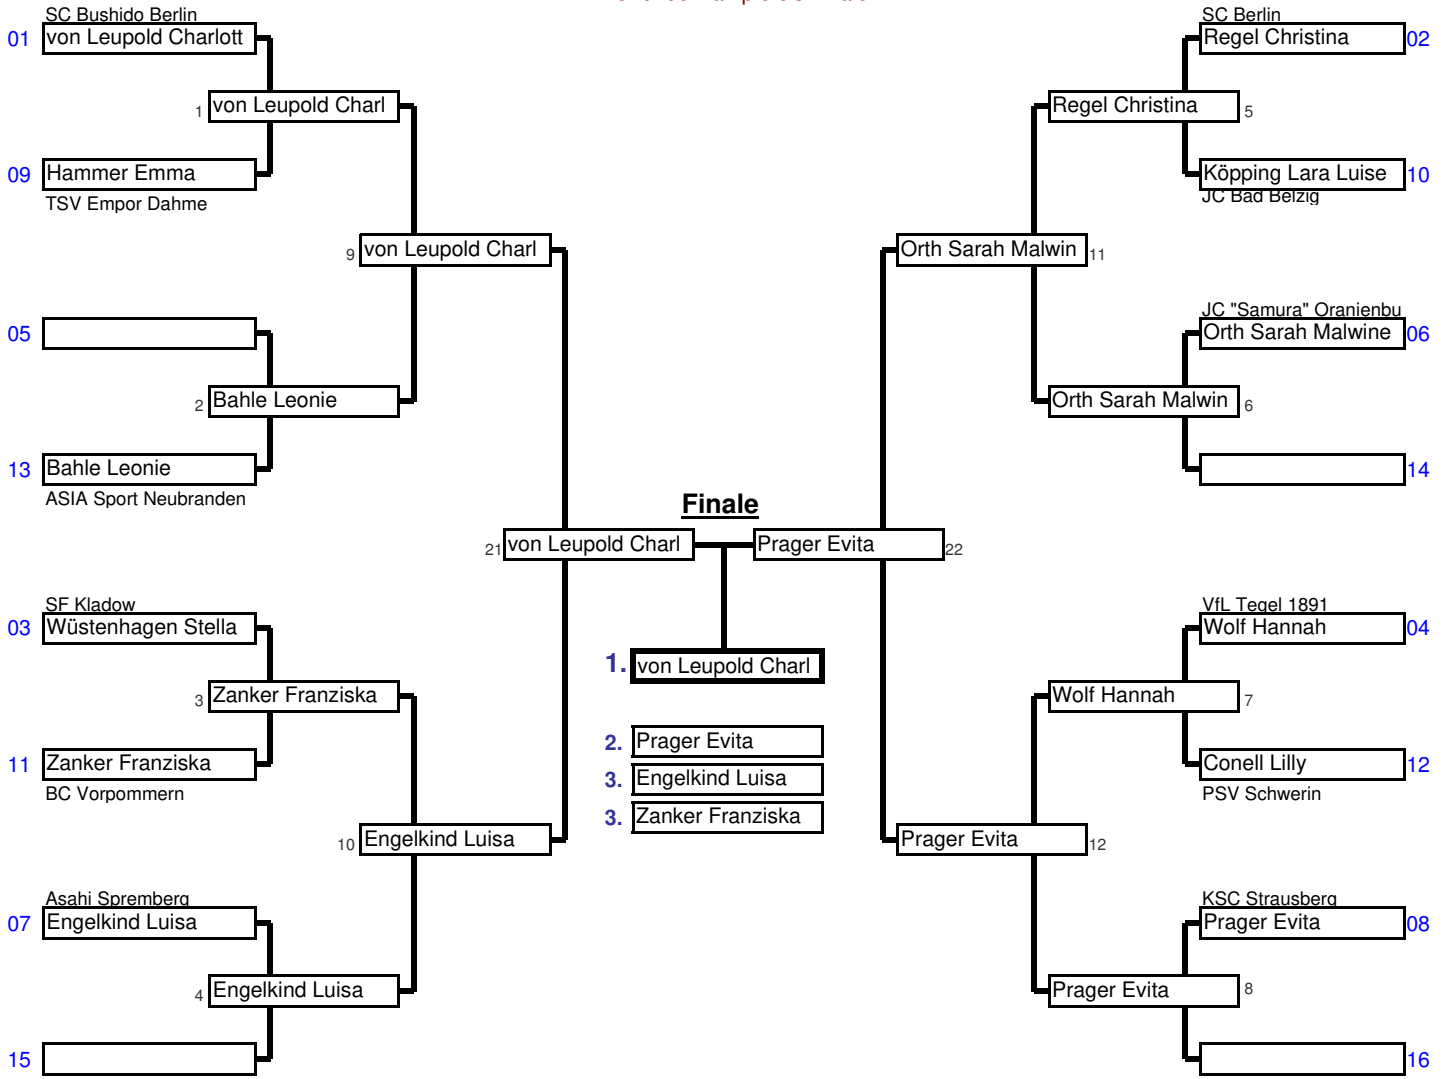 SC Bushido Berlin
01 von Leupold Charlott
1 von Leupold Charl
09 Hammer Emma
TSV Empor Dahme
9 von Leupold Charl
05
2 Bahle Leonie
13 Bahle Leonie
ASIA Sport Neubranden
21 von Leupold Charl
SF Kladow
03 Wüstenhagen Stella
3 Zanker Franziska
11 Zanker Franziska
BC Vorpommern
10 Engelkind Luisa
Asahi Spremberg
07 Engelkind Luisa
4 Engelkind Luisa
15
Finale
1. von Leupold Charl
2. Prager Evita
3. Engelkind Luisa
3. Zanker Franziska
SC Berlin
Regel Christina 02
Regel Christina 5
Köpping Lara Luise 10
JC Bad Belzig
Orth Sarah Malwin 11
JC "Samura" Oranienbu
Orth Sarah Malwine 06
Orth Sarah Malwin 6
14
Prager Evita 22
VfL Tegel 1891
Wolf Hannah 04
Wolf Hannah 7
Conell Lilly 12
PSV Schwerin
Prager Evita 12
KSC Strausberg
Prager Evita 08
Prager Evita 8
16